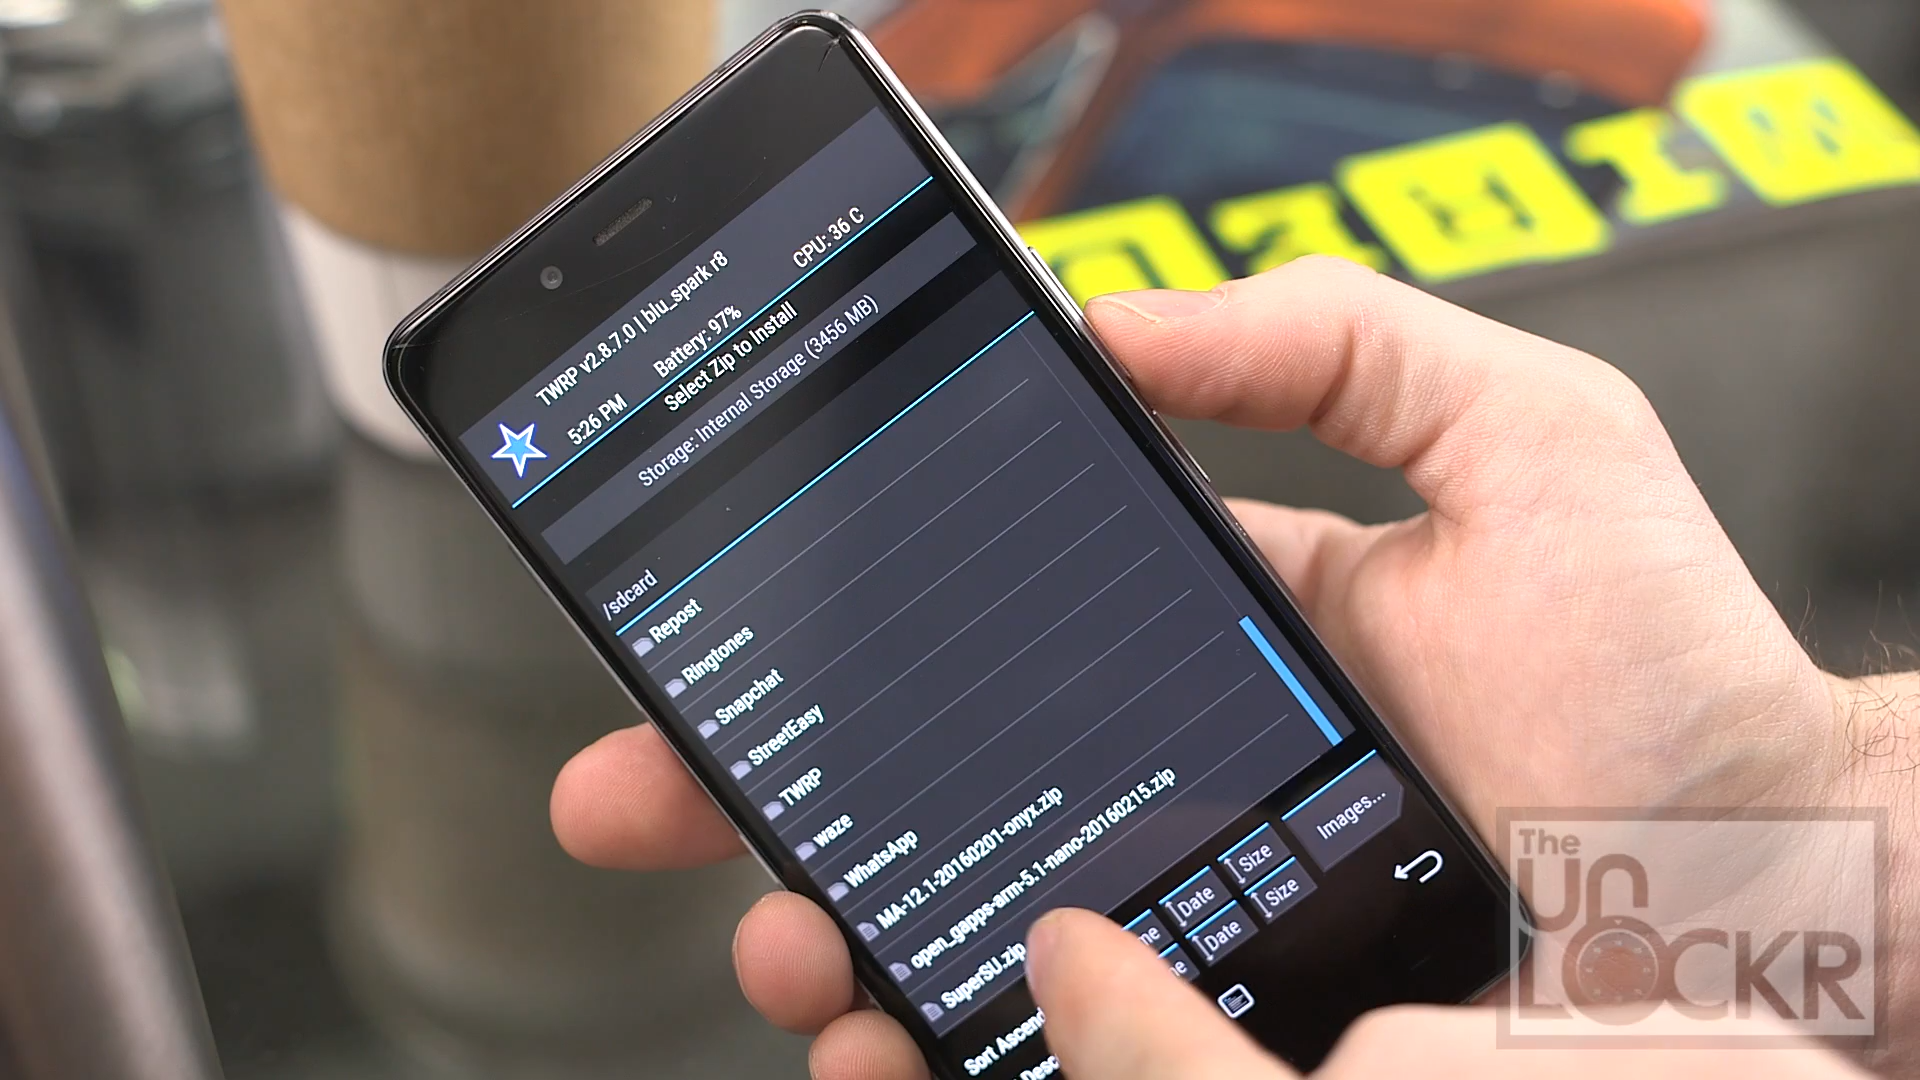 TWRP v2.8.7.0 | blu_spark r8
5:26 PM Battery: 97% CPU: 36 C
Select Zip to Install
Storage: Internal Storage (3456 MB)
/sdcard
Repost
Ringtones
Snapchat
StreetEasy
TWRP
waze
WhatsApp
MA-12.1-20160201-onyx.zip
open_gapps-arm-5.1-nano-20160215.zip
SuperSU.zip
Sort Date Size
Date Size
Images...
The
UNLOCKR